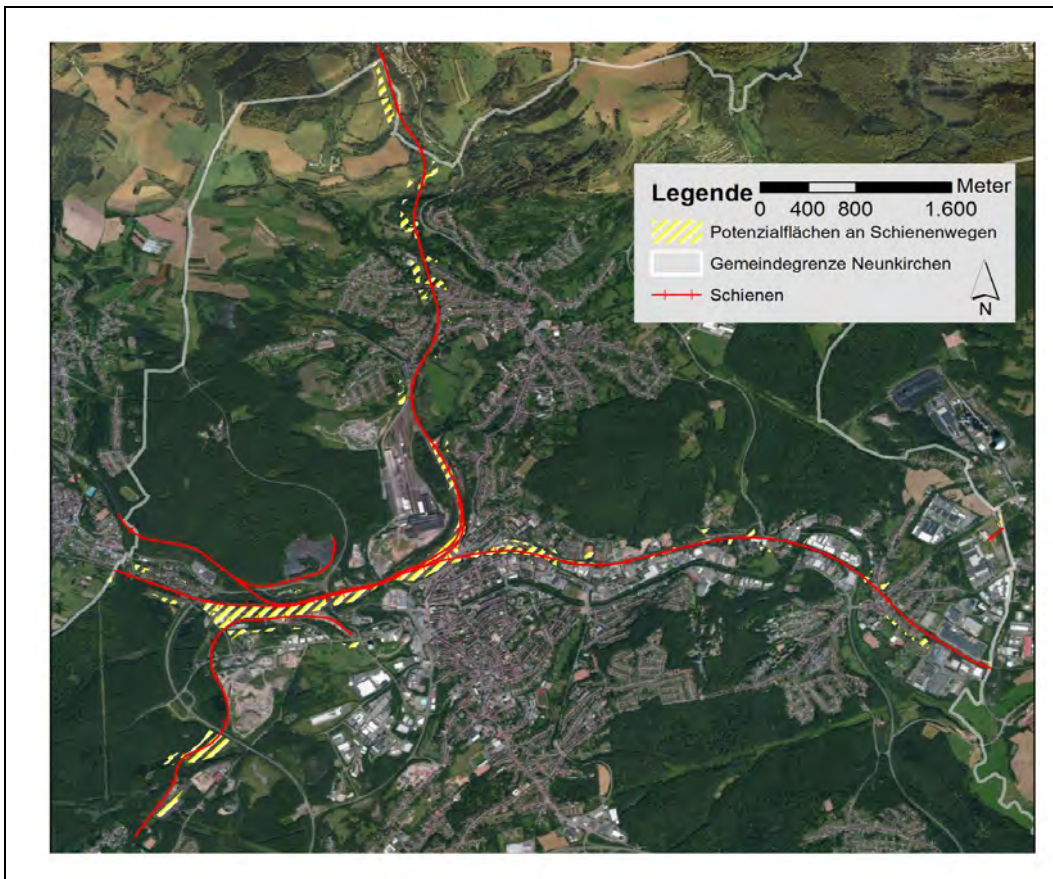 Legende
Meter
0 400 800 1.600
Potenzialflächen an Schienenwegen
Gemeindegrenze Neunkirchen
Schienen
N